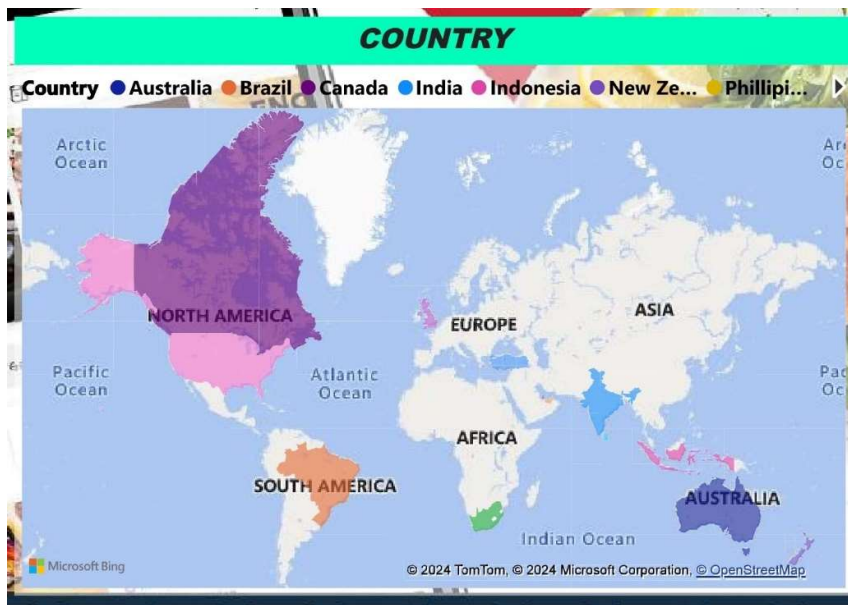 COUNTRY
Country Australia Brazil Canada India Indonesia New Ze... Phillipi...
Arctic
Ocean
NORTH AMERICA
EUROPE
ASIA
Pacific
Ocean
Atlantic
Ocean
AFRICA
SOUTH AMERICA
AUSTRALIA
Indian Ocean
Microsoft Bing
© 2024 TomTom, © 2024 Microsoft Corporation, © OpenStreetMap